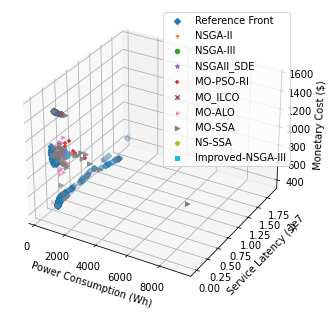 Reference Front
NSGA-II
NSGA-III
NSGAII_SDE
MO-PSO-RI
MO_ILCO
MO-ALO
MO-SSA
NS-SSA
Improved-NSGA-III
1600
1400
1200
1000
800
600
400
Monetary Cost ($)
0
2000
4000
6000
8000
Power Consumption (Wh)
0.00
0.25
0.50
0.75
1.00
1.25
1.50
1.75
1e7
Service Latency (s)